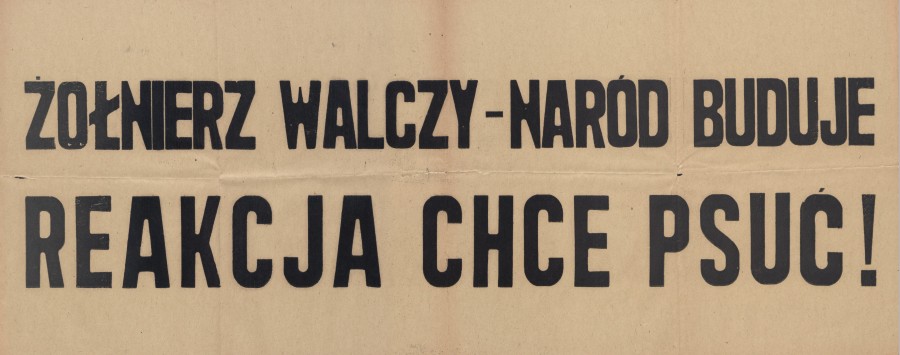 ŻOŁNIERZ WALCZY-NARÓD BUDUJE
REAKCJA CHCE PSUĆ!